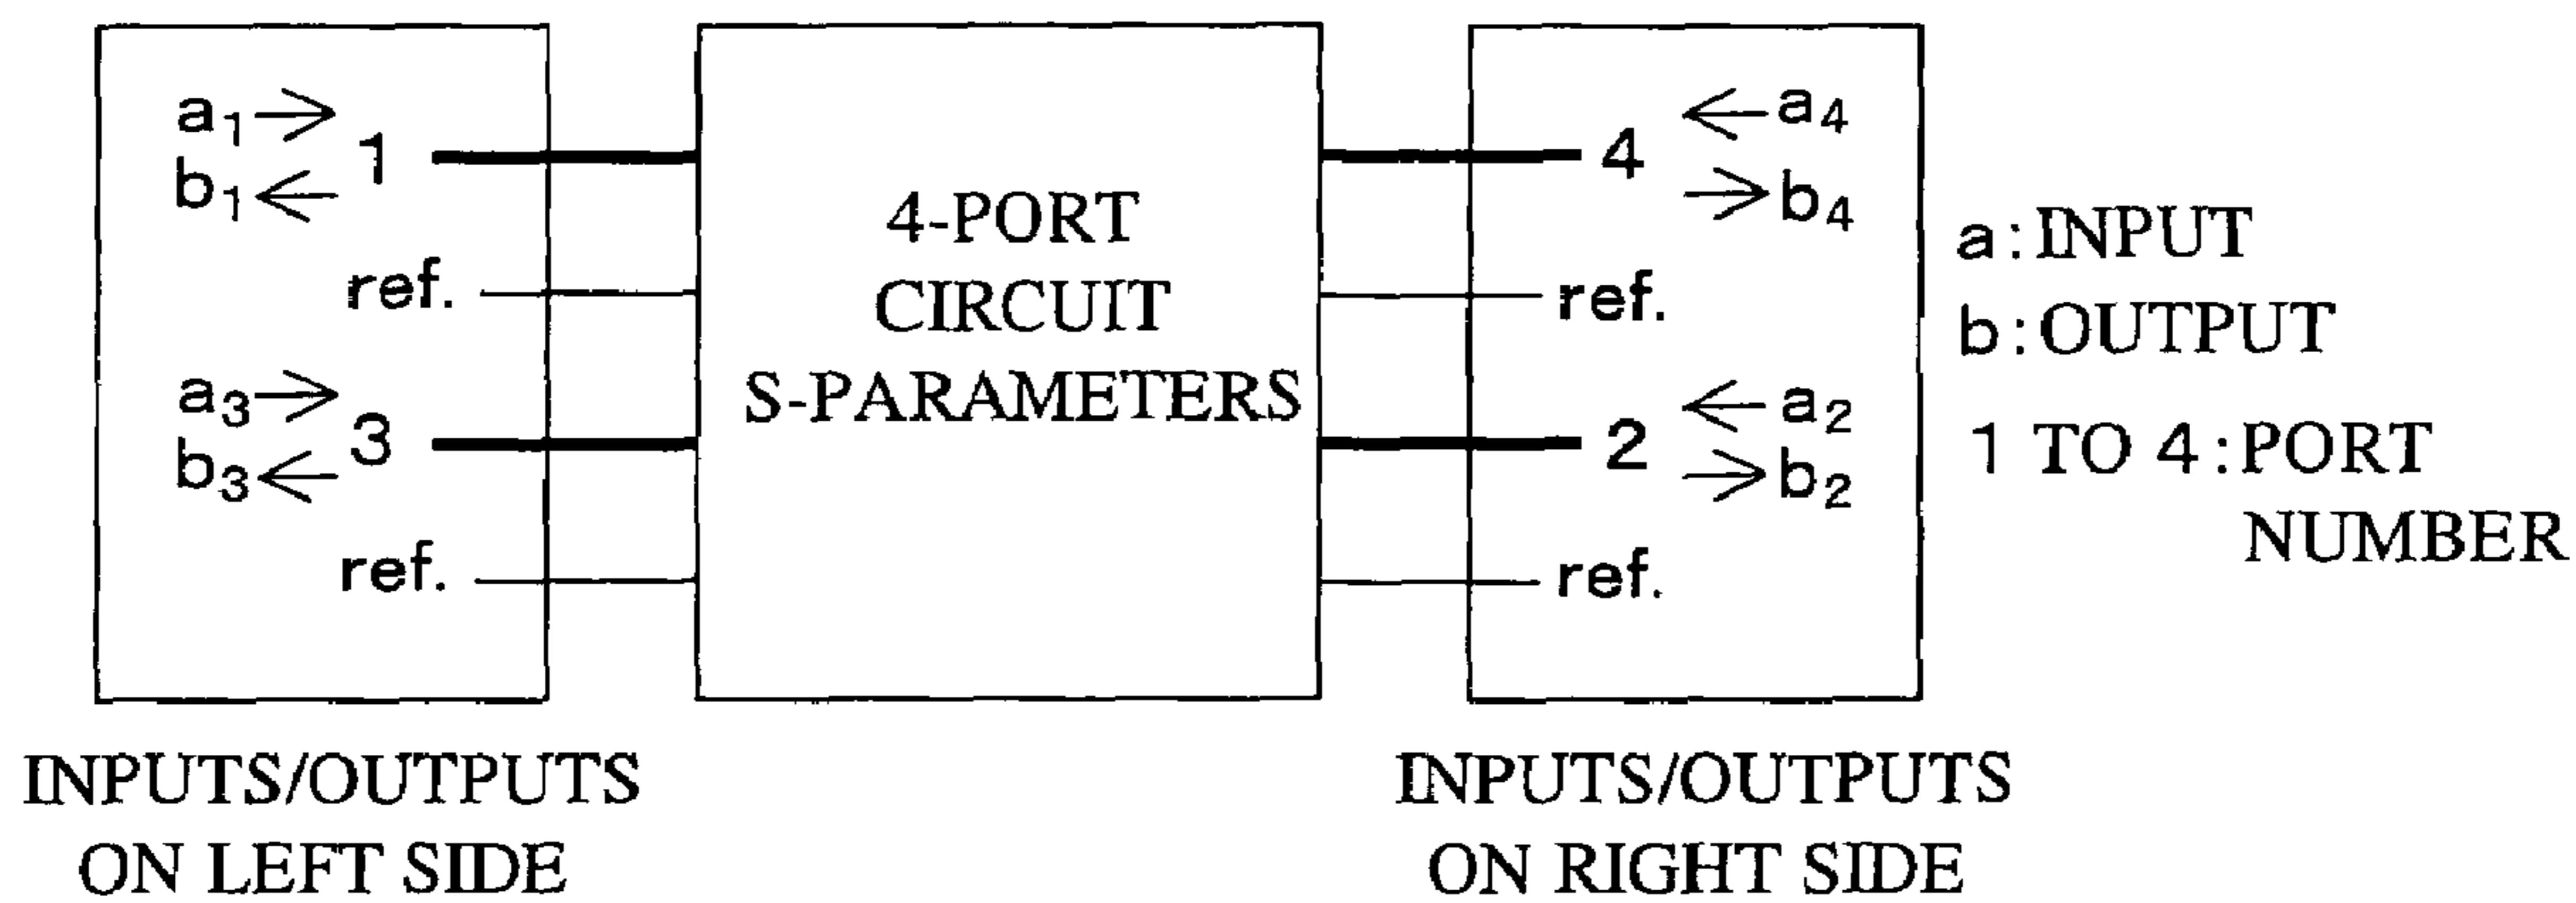 a1
b1
1
ref.
a3
b3
3
ref.
4-PORT
CIRCUIT
S-PARAMETERS
4
a4
b4
ref.
2
a2
b2
ref.
a:INPUT
b:OUTPUT
1 TO 4:PORT
NUMBER
INPUTS/OUTPUTS
ON LEFT SIDE
INPUTS/OUTPUTS
ON RIGHT SIDE